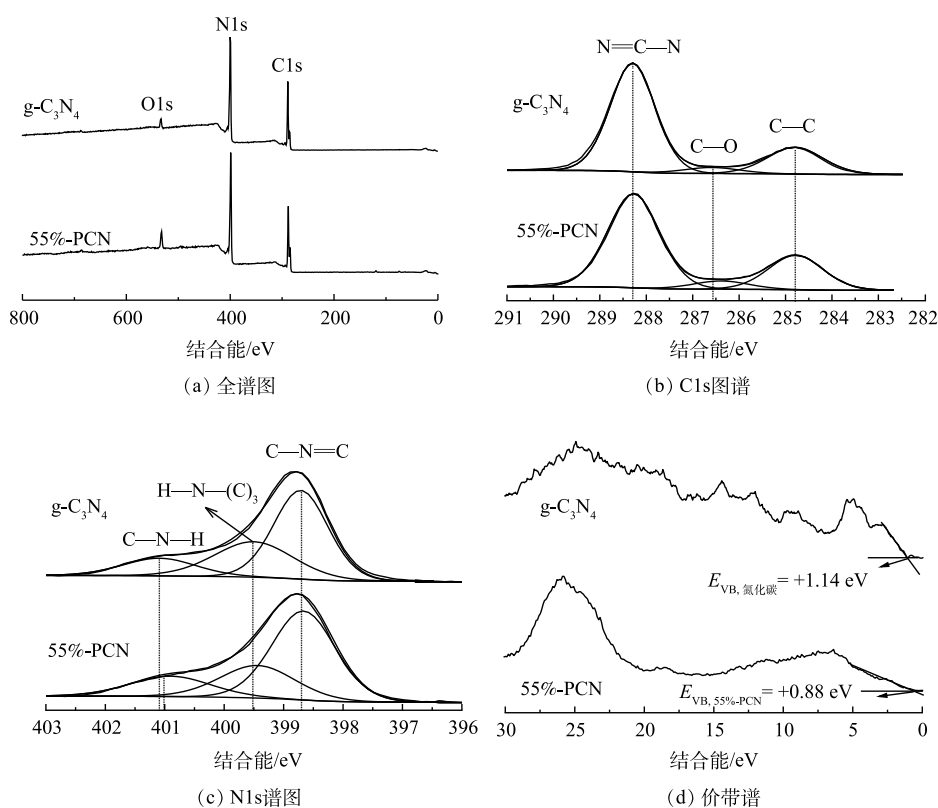 N1s
C1s
g-C₃N₄
O1s
55%-PCN
800 600 400 200 0
结合能/eV
(a) 全谱图
N═C—N
g-C₃N₄
C—O
C—C
55%-PCN
291 290 289 288 287 286 285 284 283 282
结合能/eV
(b) C1s图谱
C—N═C
H—N—(C)₃
g-C₃N₄
C—N—H
55%-PCN
403 402 401 400 399 398 397 396
结合能/eV
(c) N1s谱图
g-C₃N₄
E_VB, 氮化碳 = +1.14 eV
55%-PCN
E_VB, 55%-PCN = +0.88 eV
30 25 20 15 10 5 0
结合能/eV
(d) 价带谱